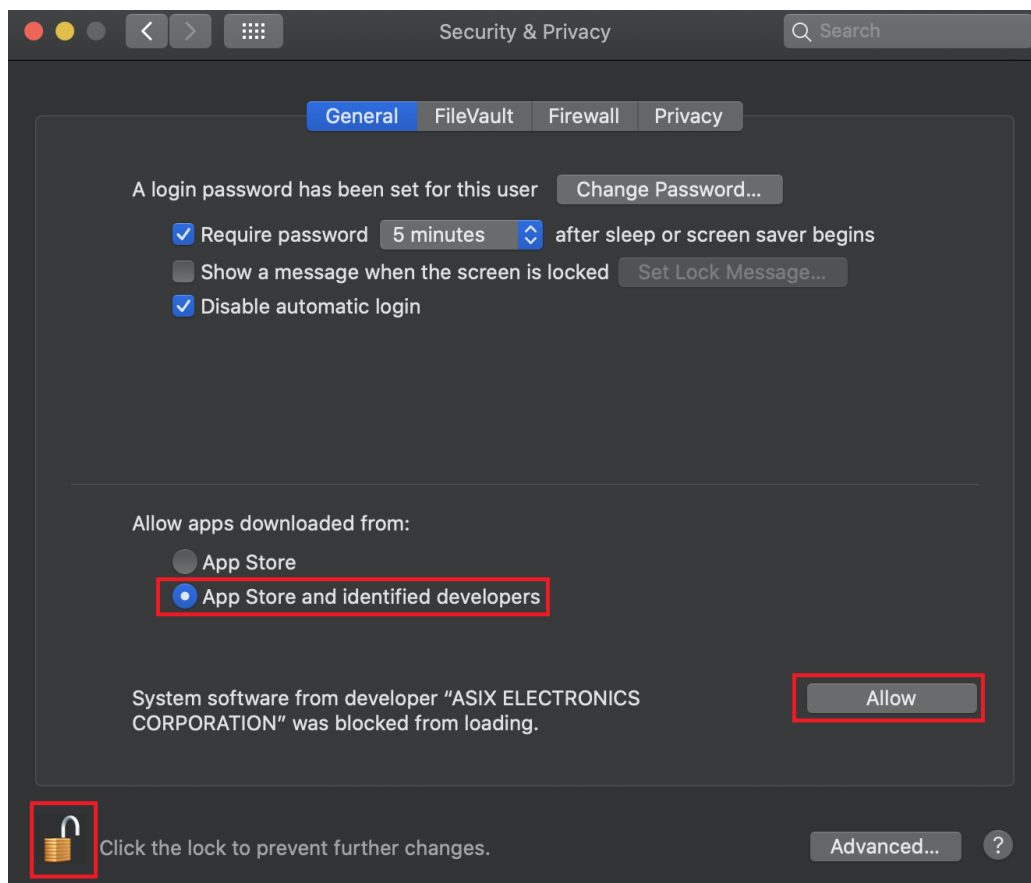 Security & Privacy
Search
General FileVault Firewall Privacy
A login password has been set for this user Change Password...
Require password 5 minutes after sleep or screen saver begins
Show a message when the screen is locked Set Lock Message...
Disable automatic login
Allow apps downloaded from:
App Store
App Store and identified developers
System software from developer “ASIX ELECTRONICS
CORPORATION” was blocked from loading.
Allow
Click the lock to prevent further changes.
Advanced...
?